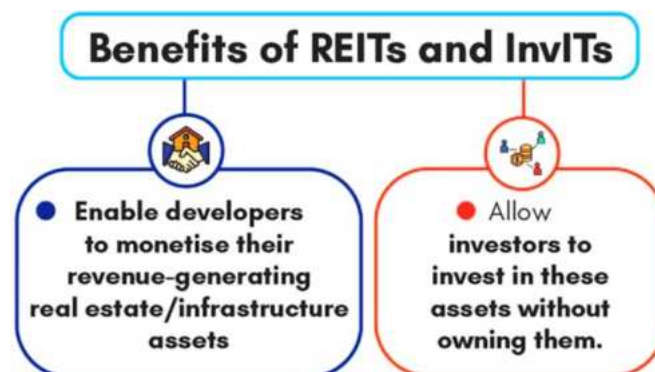 Benefits of REITs and InvITs
Enable developers
to monetise their
revenue-generating
real estate/infrastructure
assets
Allow
investors to
invest in these
assets without
owning them.